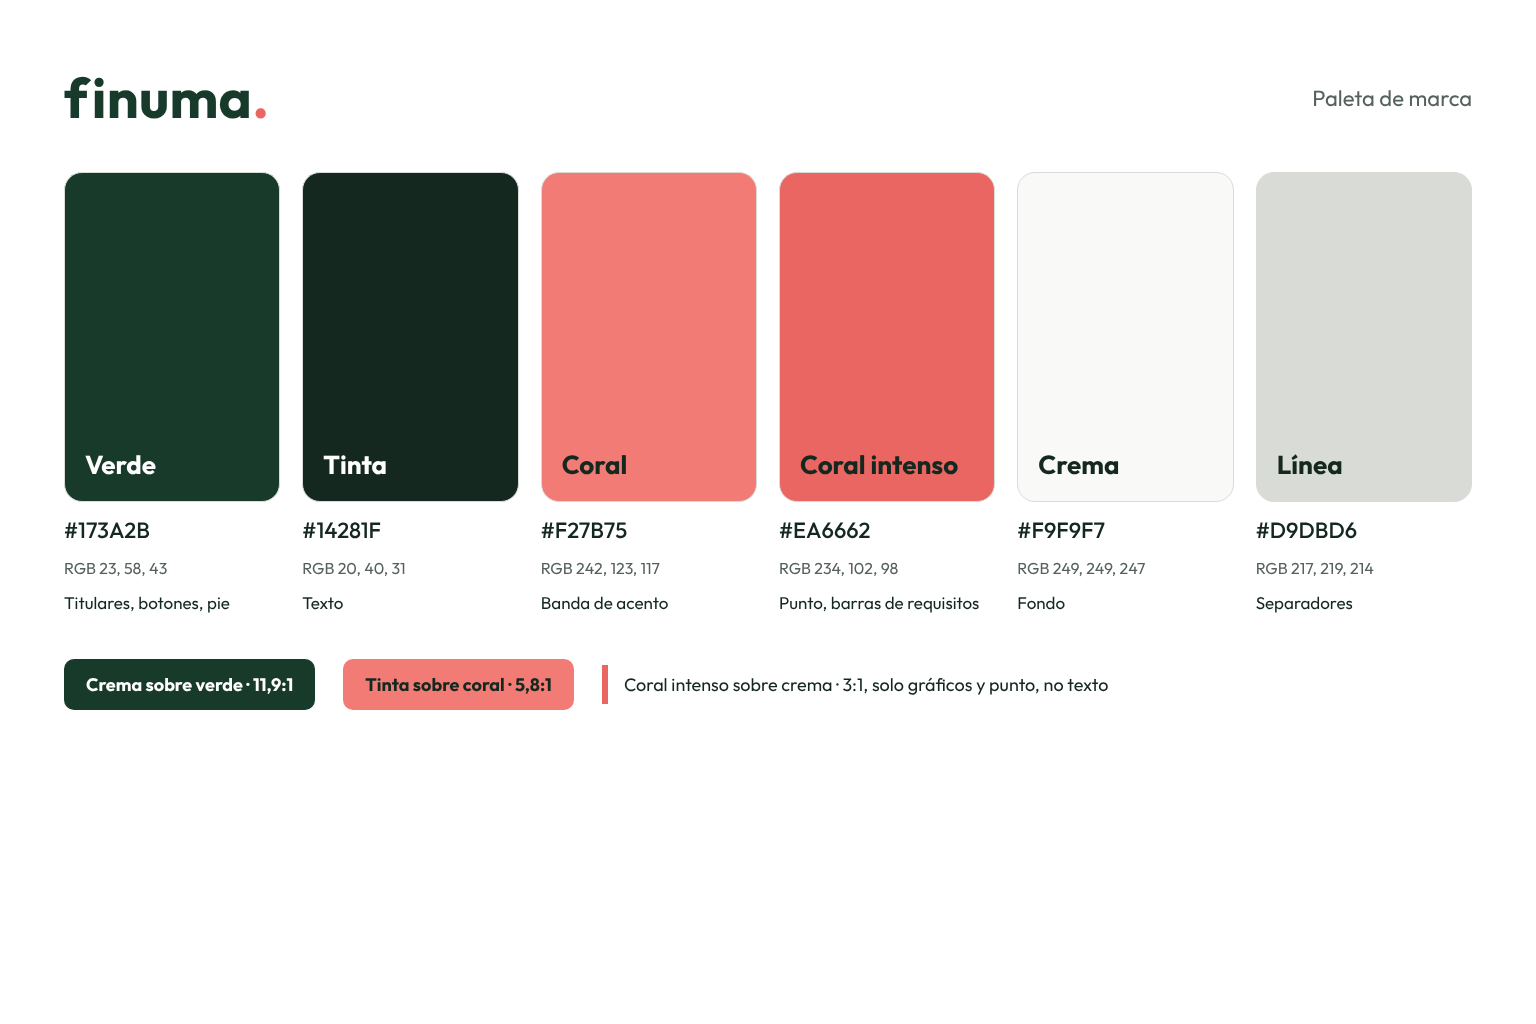 finuma.
Paleta de marca
Verde
Tinta
Coral
Coral intenso
Crema
Línea
#173A2B
#14281F
#F27B75
#EA6662
#F9F9F7
#D9DBD6
RGB 23, 58, 43
RGB 20, 40, 31
RGB 242, 123, 117
RGB 234, 102, 98
RGB 249, 249, 247
RGB 217, 219, 214
Titulares, botones, pie
Texto
Banda de acento
Punto, barras de requisitos
Fondo
Separadores
Crema sobre verde · 11,9:1
Tinta sobre coral · 5,8:1
Coral intenso sobre crema · 3:1, solo gráficos y punto, no texto